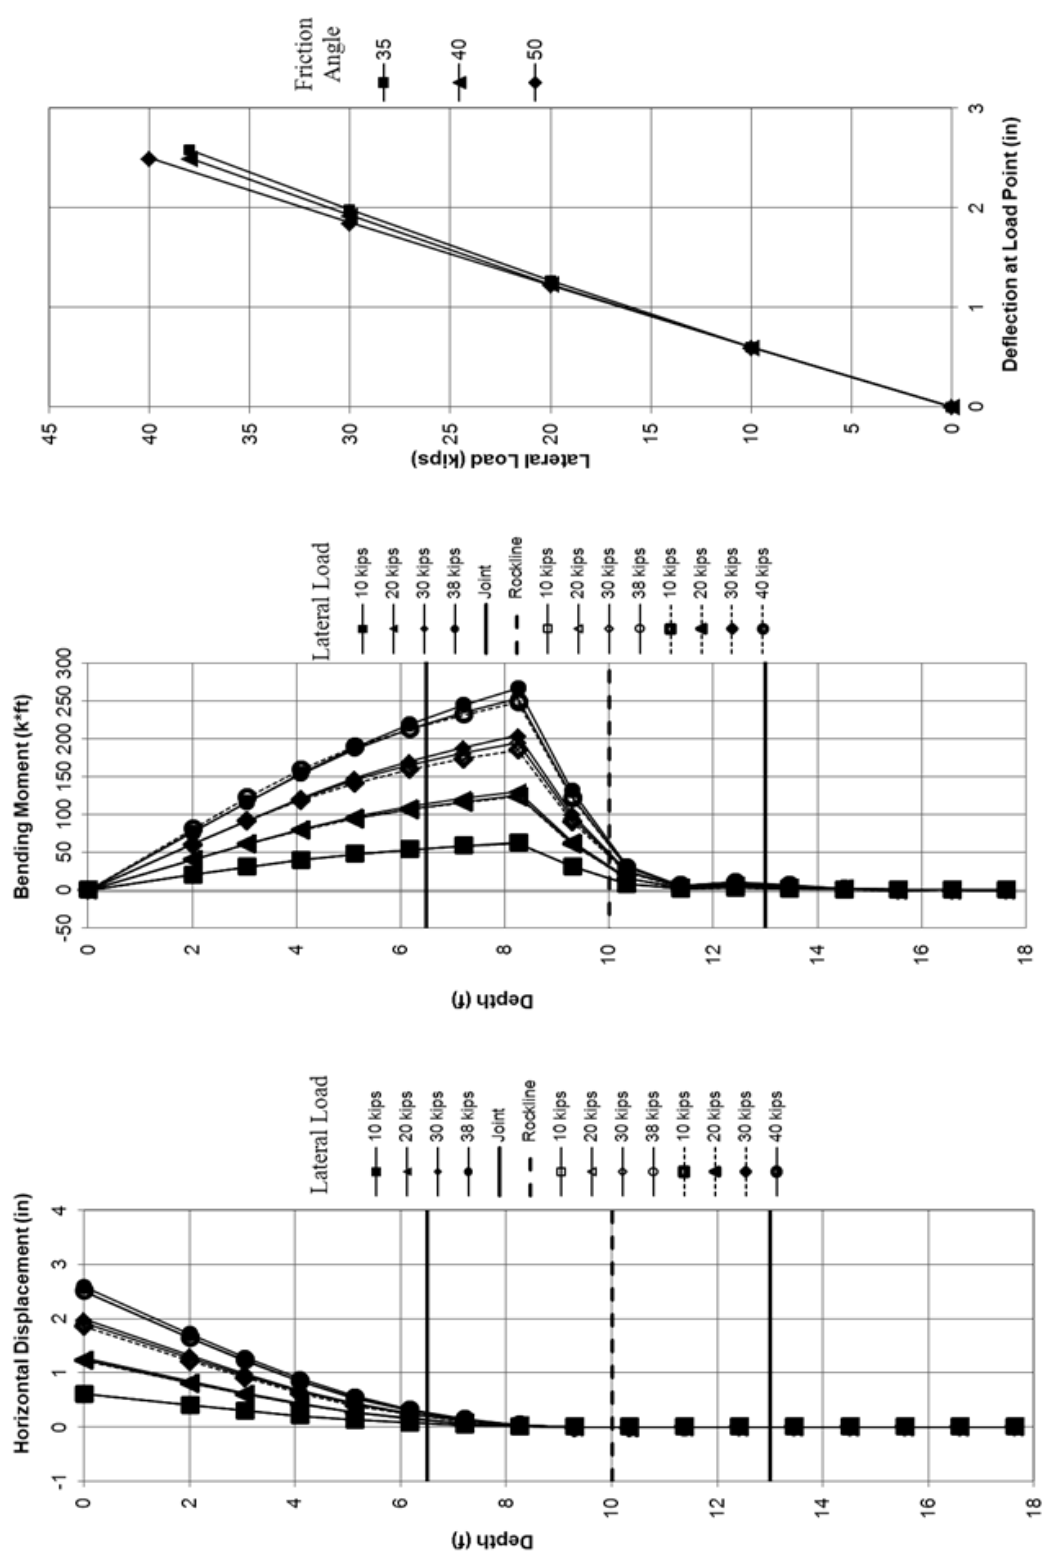 Horizontal Displacement (in)
-1 0 1 2 3 4
0
2
4
6
8
10
12
14
16
18
Depth (f)
Lateral Load
10 kips
20 kips
30 kips
38 kips
Joint
Rockline
10 kips
20 kips
30 kips
38 kips
10 kips
20 kips
30 kips
40 kips
Bending Moment (k*ft)
-50 0 50 100 150 200 250 300
0
2
4
6
8
10
12
14
16
18
Depth (f)
Lateral Load
10 kips
20 kips
30 kips
38 kips
Joint
Rockline
10 kips
20 kips
30 kips
38 kips
10 kips
20 kips
30 kips
40 kips
45
40
35
30
25
20
15
10
5
0
Lateral Load (kips)
0 1 2 3
Deflection at Load Point (in)
Friction
Angle
35
40
50